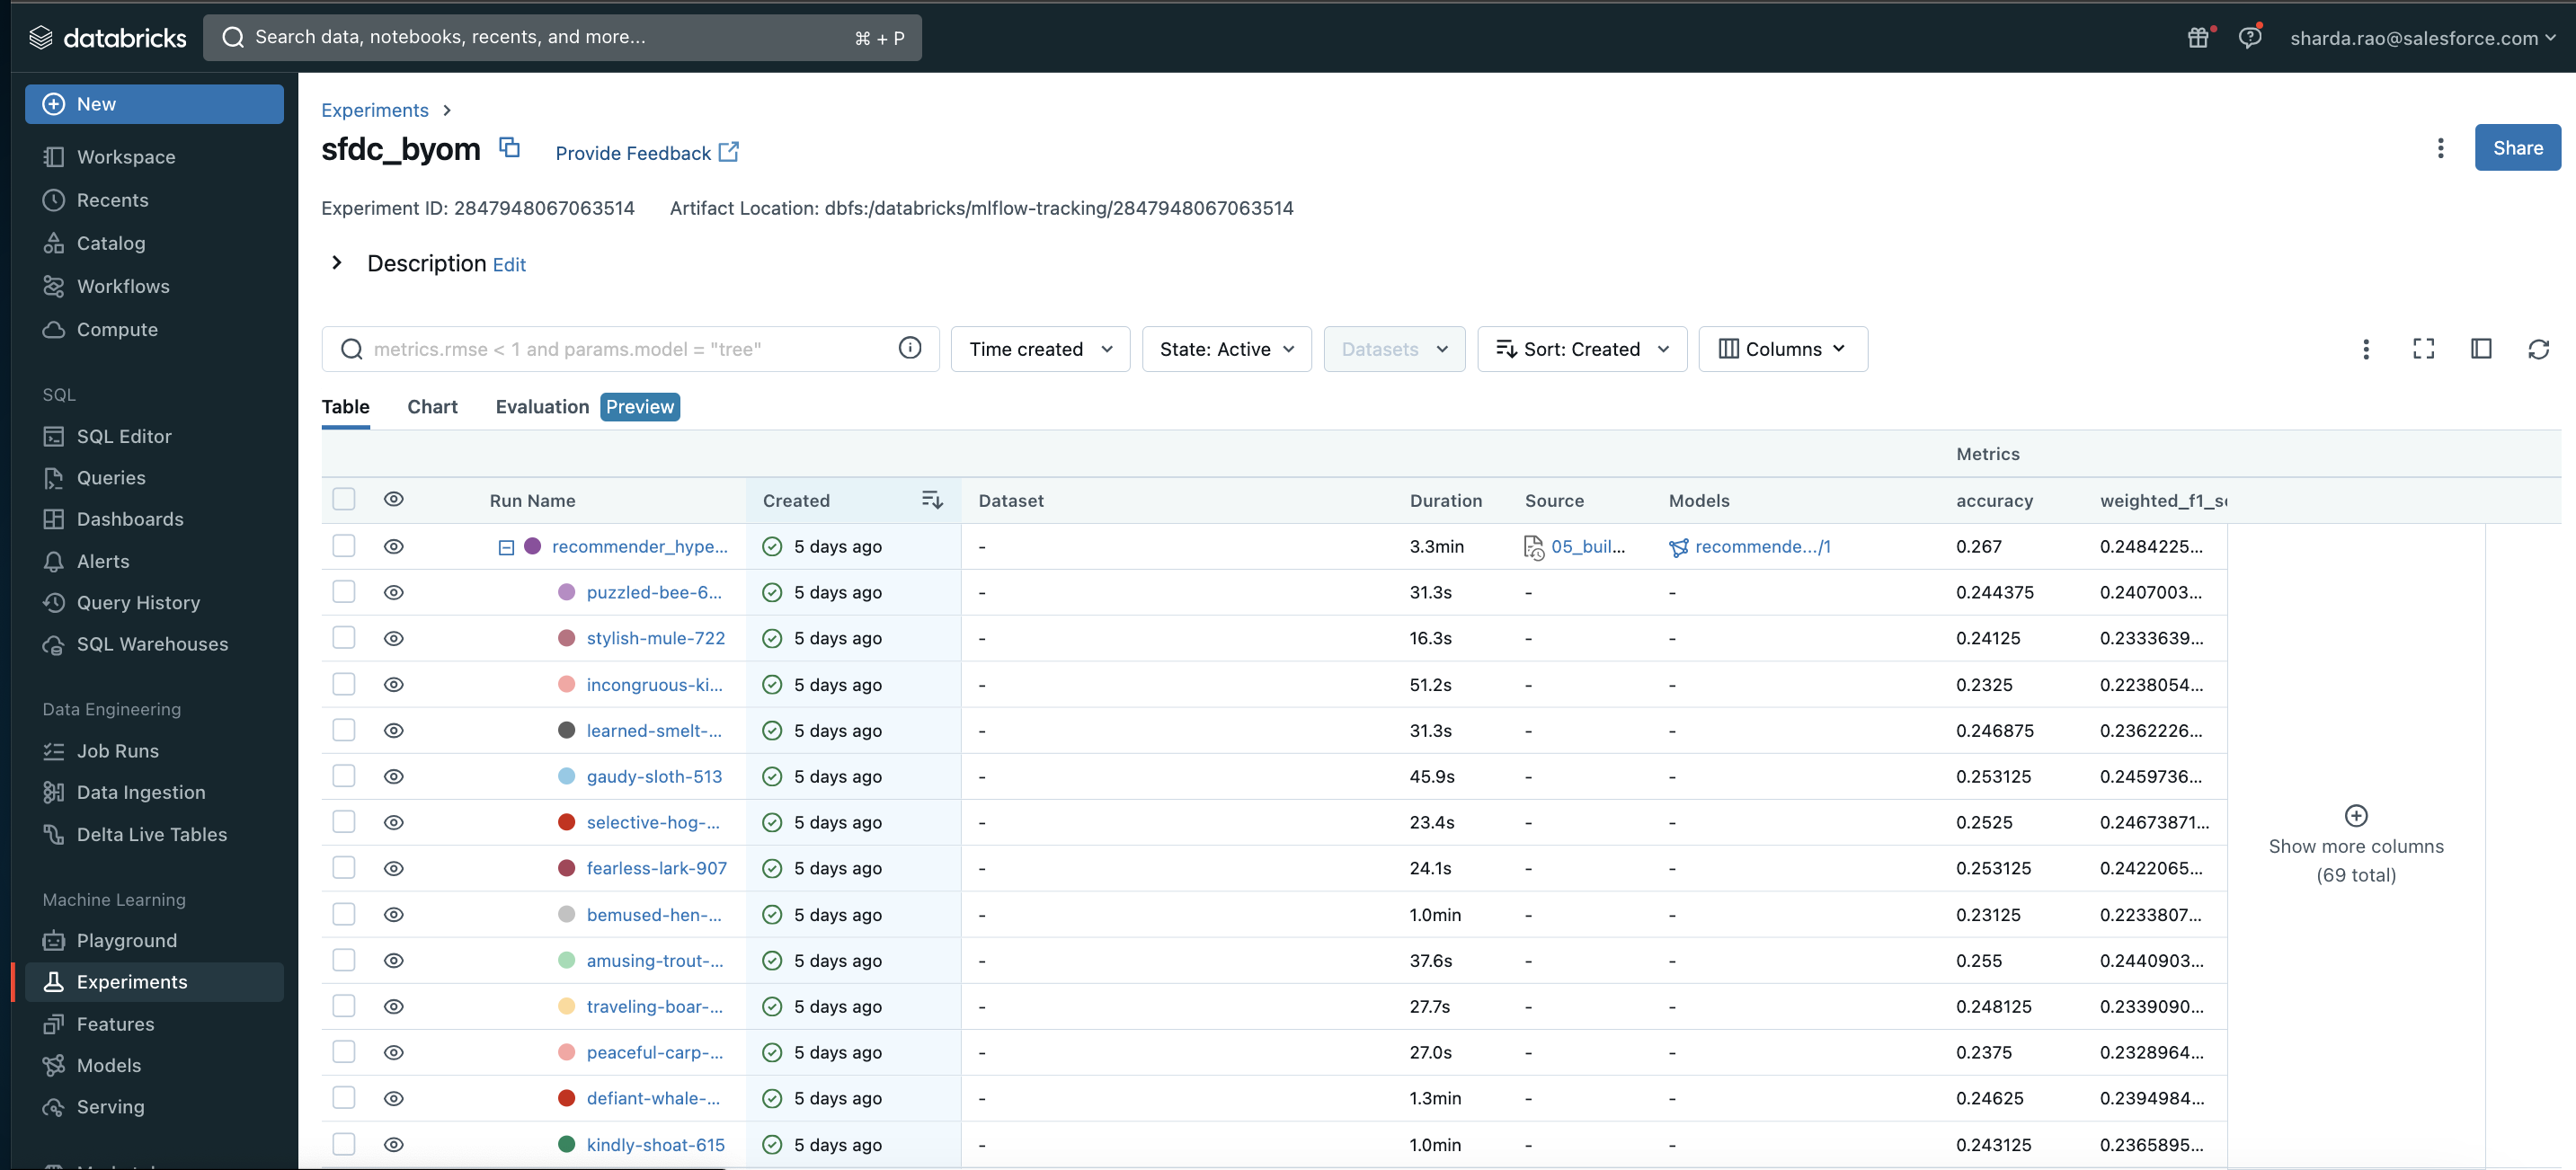 databricks
Search data, notebooks, recents, and more...
⌘ + P
sharda.rao@salesforce.com
New
Workspace
Recents
Catalog
Workflows
Compute
SQL
SQL Editor
Queries
Dashboards
Alerts
Query History
SQL Warehouses
Data Engineering
Job Runs
Data Ingestion
Delta Live Tables
Machine Learning
Playground
Experiments
Features
Models
Serving
Experiments >
sfdc_byom Provide Feedback
Share
Experiment ID: 2847948067063514 Artifact Location: dbfs:/databricks/mlflow-tracking/2847948067063514
Description Edit
metrics.rmse < 1 and params.model = "tree"
Time created
State: Active
Datasets
Sort: Created
Columns
Table Chart Evaluation Preview
Metrics
Run Name Created Dataset Duration Source Models accuracy weighted_f1_s
recommender_hype... 5 days ago - 3.3min 05_buil... recommende.../1 0.267 0.2484225...
puzzled-bee-6... 5 days ago - 31.3s - - 0.244375 0.2407003...
stylish-mule-722 5 days ago - 16.3s - - 0.24125 0.2333639...
incongruous-ki... 5 days ago - 51.2s - - 0.2325 0.2238054...
learned-smelt-... 5 days ago - 31.3s - - 0.246875 0.2362226...
gaudy-sloth-513 5 days ago - 45.9s - - 0.253125 0.2459736...
selective-hog-... 5 days ago - 23.4s - - 0.2525 0.24673871...
fearless-lark-907 5 days ago - 24.1s - - 0.253125 0.2422065...
bemused-hen-... 5 days ago - 1.0min - - 0.23125 0.2233807...
amusing-trout-... 5 days ago - 37.6s - - 0.255 0.2440903...
traveling-boar-... 5 days ago - 27.7s - - 0.248125 0.2339090...
peaceful-carp-... 5 days ago - 27.0s - - 0.2375 0.2328964...
defiant-whale-... 5 days ago - 1.3min - - 0.24625 0.2394984...
kindly-shoat-615 5 days ago - 1.0min - - 0.243125 0.2365895...
Show more columns
(69 total)